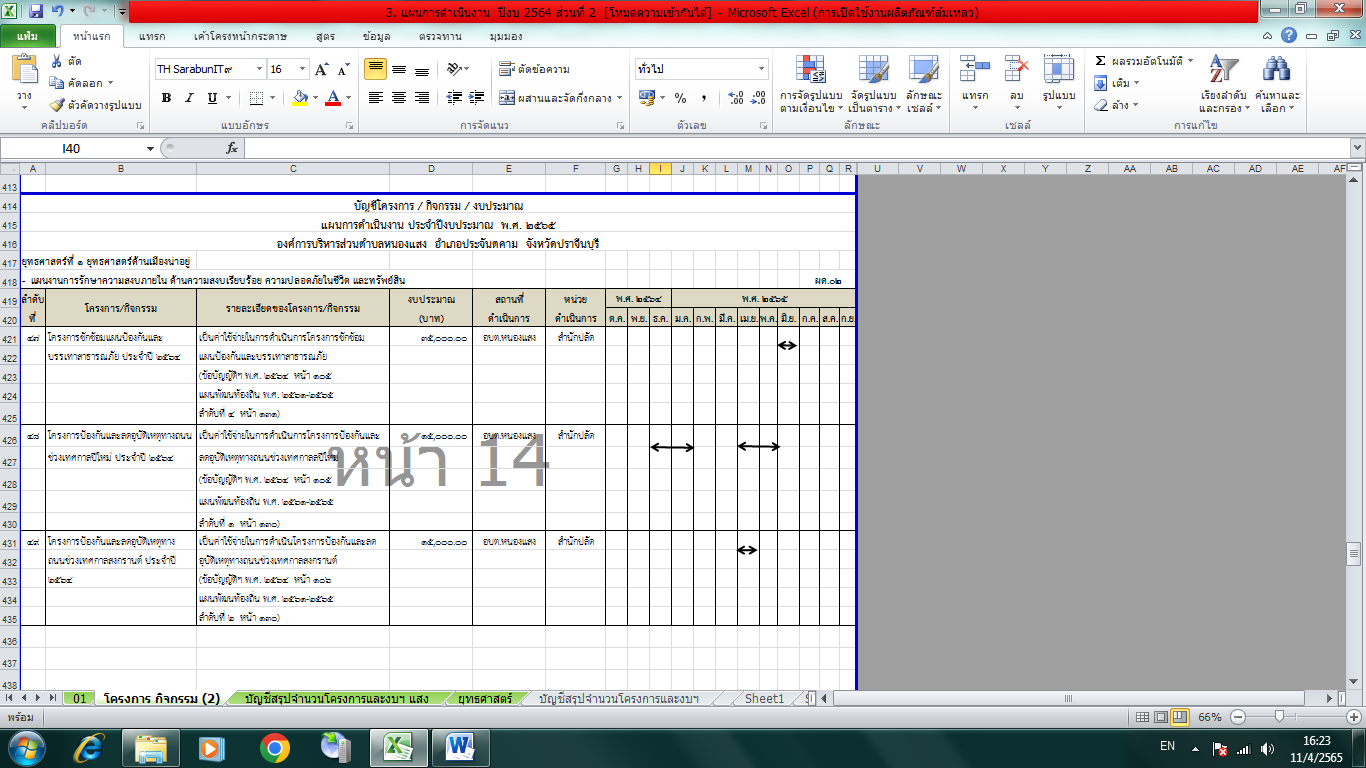 3. แผนการดำเนินงาน ปีงบ 2564 ส่วนที่ 2 [โหมดความเข้ากันได้] - Microsoft Excel (การเปิดใช้งานผลิตภัณฑ์ล้มเหลว)
แฟ้ม หน้าแรก แทรก เค้าโครงหน้ากระดาษ สูตร ข้อมูล ตรวจทาน มุมมอง
วาง ตัด คัดลอก ตัวคัดวางรูปแบบ
TH SarabunIT๙ 16
B I U
ตัดข้อความ
ผสานและจัดกึ่งกลาง
ทั่วไป
การจัดรูปแบบตามเงื่อนไข จัดรูปแบบเป็นตาราง ลักษณะเซลล์
แทรก ลบ รูปแบบ
ผลรวมอัตโนมัติ เติม ล้าง
เรียงลำดับและกรอง ค้นหาและเลือก
คลิปบอร์ด แบบอักษร การจัดแนว ตัวเลข ลักษณะ เซลล์ การแก้ไข
I40 fx
A B C D E F G H I J K L M N O P Q R U V W X Y Z AA AB AC AD AE AF
413
414 บัญชีโครงการ / กิจกรรม / งบประมาณ
415 แผนการดำเนินงาน ประจำปีงบประมาณ พ.ศ. ๒๕๖๕
416 องค์การบริหารส่วนตำบลหนองแสง อำเภอประจันตคาม จังหวัดปราจีนบุรี
417 ยุทธศาสตร์ที่ ๑ ยุทธศาสตร์ด้านเมืองน่าอยู่
418 - แผนงานการรักษาความสงบภายใน ด้านความสงบเรียบร้อย ความปลอดภัยในชีวิต และทรัพย์สิน ผด.๐๒
419 ลำดับ โครงการ/กิจกรรม รายละเอียดของโครงการ/กิจกรรม งบประมาณ สถานที่ หน่วย พ.ศ. ๒๕๖๔ พ.ศ. ๒๕๖๕
420 ที่ (บาท) ดำเนินการ ดำเนินการ ต.ค. พ.ย. ธ.ค. ม.ค. ก.พ. มี.ค. เม.ย. พ.ค. มิ.ย. ก.ค. ส.ค. ก.ย.
421 ๔๗ โครงการซักซ้อมแผนป้องกันและ เป็นค่าใช้จ่ายในการดำเนินการโครงการซักซ้อม ๓๕,๐๐๐.๐๐ อบต.หนองแสง สำนักปลัด
422 บรรเทาสาธารณภัย ประจำปี ๒๕๖๔ แผนป้องกันและบรรเทาสาธารณภัย
423 (ข้อบัญญัติฯ พ.ศ. ๒๕๖๔ หน้า ๑๐๕
424 แผนพัฒนท้องถิ่น พ.ศ. ๒๕๖๑-๒๕๖๕
425 ลำดับที่ ๔ หน้า ๑๓๑)
426 ๔๘ โครงการป้องกันและลดอุบัติเหตุทางถนน เป็นค่าใช้จ่ายในการดำเนินการโครงการป้องกันและ ๑๕,๐๐๐.๐๐ อบต.หนองแสง สำนักปลัด
427 ช่วงเทศกาลปีใหม่ ประจำปี ๒๕๖๔ ลดอุบัติเหตุทางถนนช่วงเทศกาลลปีใหม่
หน้า 14
428 (ข้อบัญญัติฯ พ.ศ. ๒๕๖๔ หน้า ๑๐๕
429 แผนพัฒนท้องถิ่น พ.ศ. ๒๕๖๑-๒๕๖๕
430 ลำดับที่ ๑ หน้า ๑๓๐)
431 ๔๙ โครงการป้องกันและลดอุบัติเหตุทาง เป็นค่าใช้จ่ายในการดำเนินโครงการป้องกันและลด ๑๕,๐๐๐.๐๐ อบต.หนองแสง สำนักปลัด
432 ถนนช่วงเทศกาลสงกรานต์ ประจำปี อุบัติเหตุทางถนนช่วงเทศกาลสงกรานต์
433 ๒๕๖๔ (ข้อบัญญัติฯ พ.ศ. ๒๕๖๔ หน้า ๑๐๖
434 แผนพัฒนท้องถิ่น พ.ศ. ๒๕๖๑-๒๕๖๕
435 ลำดับที่ ๒ หน้า ๑๓๐)
436
437
438
01 โครงการ กิจกรรม (2) บัญชีสรุปจำนวนโครงการและงบฯ แสง ยุทธศาสตร์ บัญชีสรุปจำนวนโครงการและงบฯ Sheet1
พร้อม 66%
EN 16:23
11/4/2565